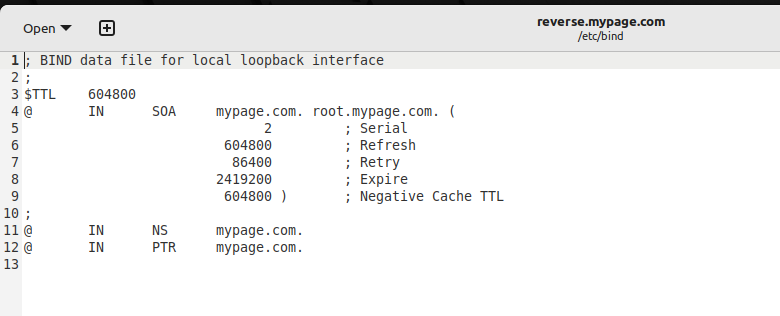 Open
reverse.mypage.com
/etc/bind
1 ; BIND data file for local loopback interface
2 ;
3 $TTL 604800
4 @ IN SOA mypage.com. root.mypage.com. (
5 2 ; Serial
6 604800 ; Refresh
7 86400 ; Retry
8 2419200 ; Expire
9 604800 ) ; Negative Cache TTL
10 ;
11 @ IN NS mypage.com.
12 @ IN PTR mypage.com.
13